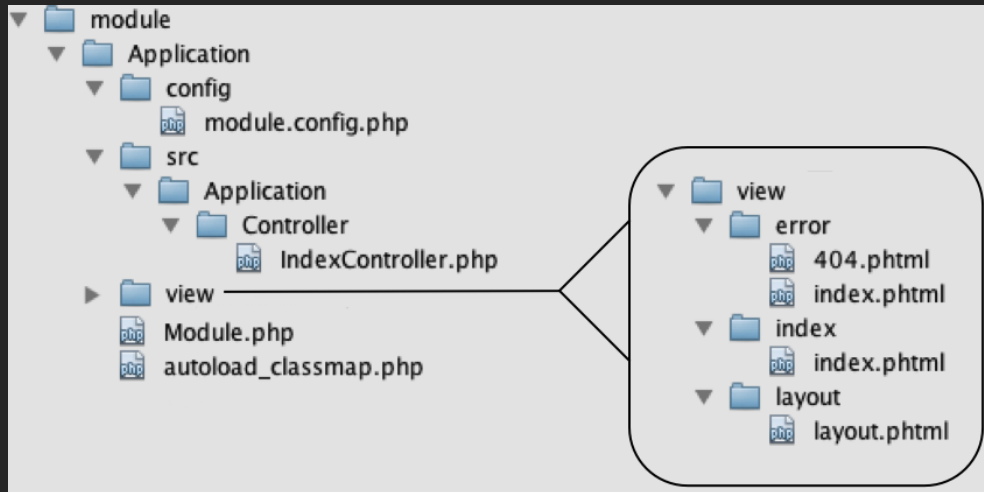 module
Application
config
module.config.php
src
Application
Controller
IndexController.php
view
Module.php
autoload_classmap.php
view
error
404.phtml
index.phtml
index
index.phtml
layout
layout.phtml